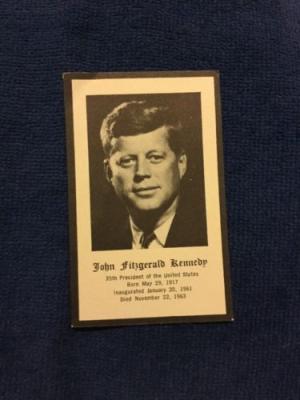 John Fitzgerald Kennedy
35th President of the United States
Born May 29, 1917
Inaugurated January 20, 1961
Died November 22, 1963